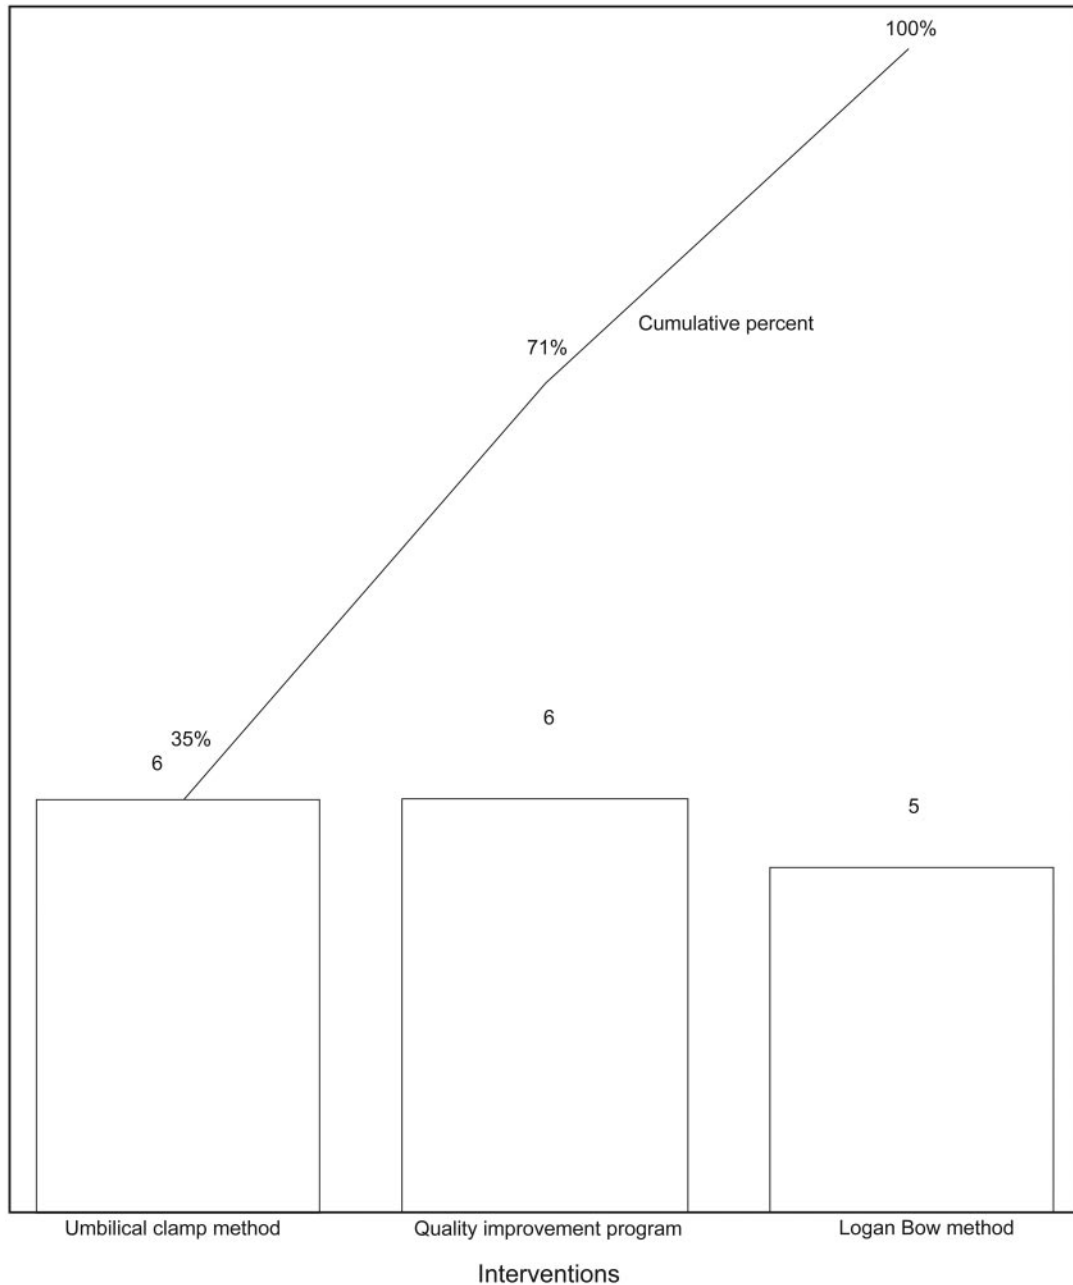 100%
Cumulative percent
71%
6
35%
6
5
Umbilical clamp method
Quality improvement program
Logan Bow method
Interventions